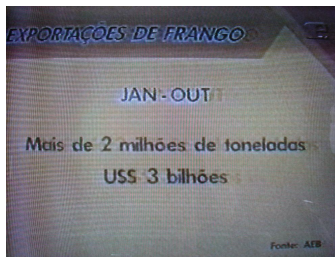 EXPORTAÇÕES DE FRANGO
JAN-OUT
Mais de 2 milhões de toneladas
US$ 3 bilhões
Fonte: AEB